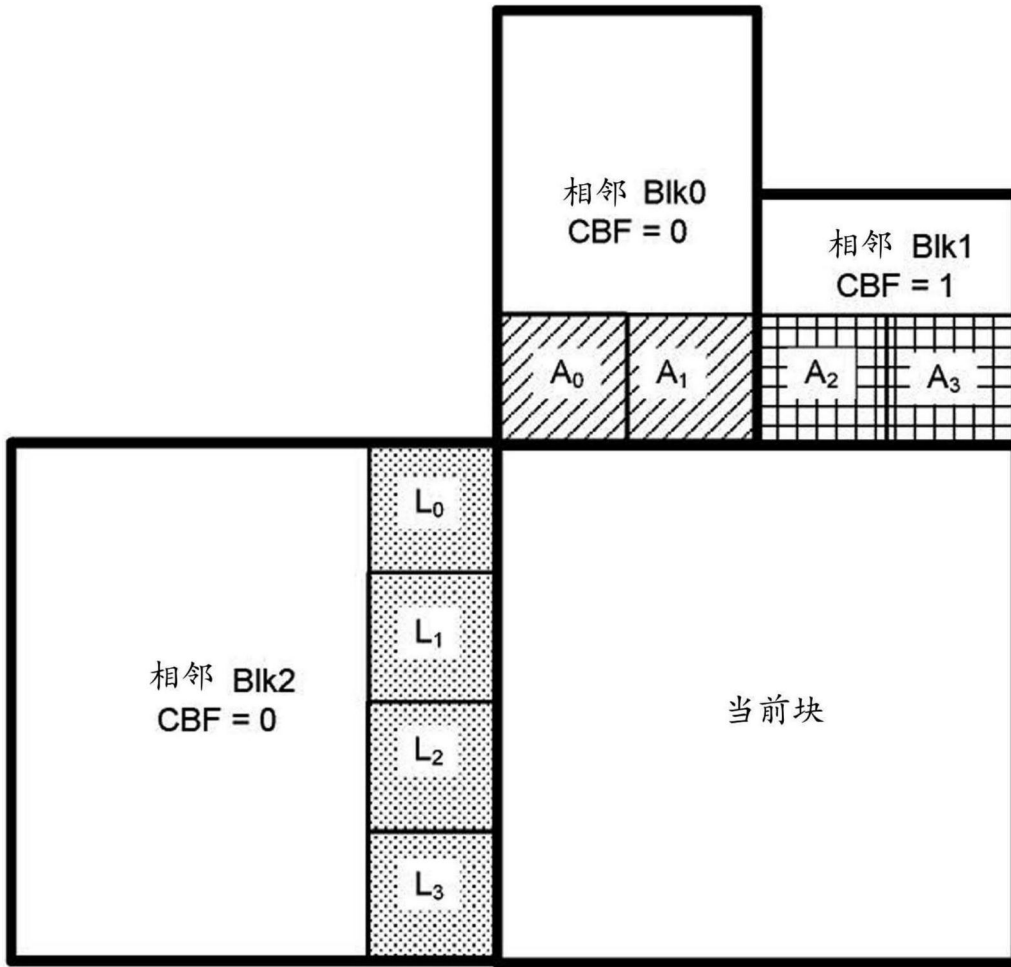 相邻 Blk0
CBF = 0
相邻 Blk1
CBF = 1
A₀
A₁
A₂
A₃
L₀
L₁
相邻 Blk2
CBF = 0
当前块
L₂
L₃